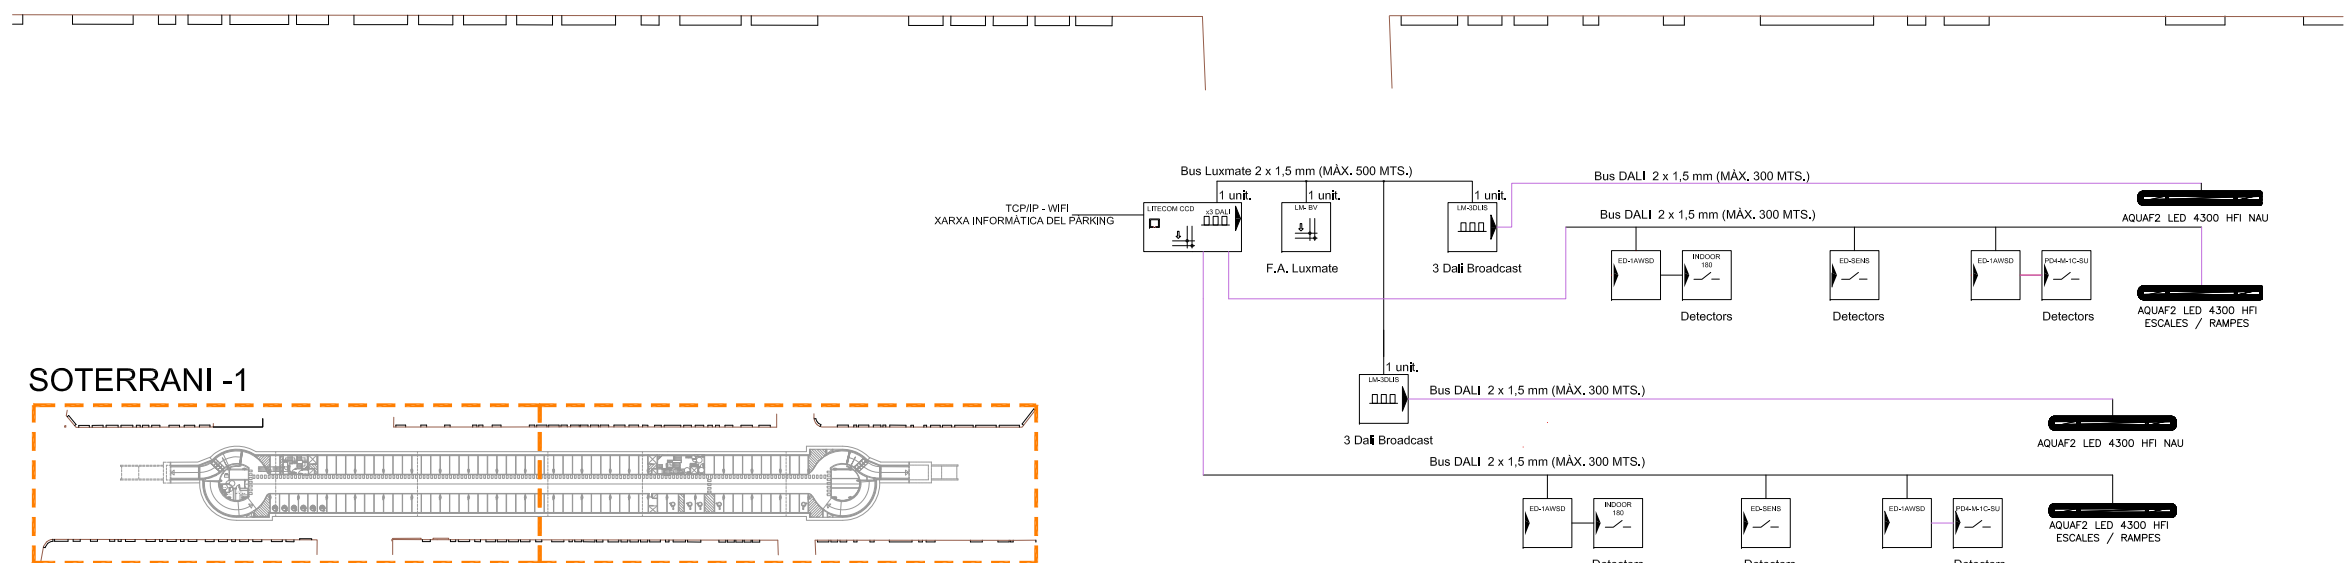 Bus Luxmate 2 x 1,5 mm (MÀX. 500 MTS.)
Bus DALI 2 x 1,5 mm (MÀX. 300 MTS.)
1 unit.
1 unit.
1 unit.
TCP/IP - WIFI
XARXA INFORMÀTICA DEL PÀRKING
LITECOM CCD
x3 DALI
LM- BV
LM-3DLIS
F.A. Luxmate
3 Dali Broadcast
AQUAF2 LED 4300 HFI NAU
Bus DALI 2 x 1,5 mm (MÀX. 300 MTS.)
ED-1AWSD
INDOOR
180
ED-SENS
ED-1AWSD
PD4-M-1C-SU
Detectors
Detectors
Detectors
AQUAF2 LED 4300 HFI
ESCALES / RAMPES
SOTERRANI -1
1 unit.
LM-3DLIS
3 Dali Broadcast
Bus DALI 2 x 1,5 mm (MÀX. 300 MTS.)
AQUAF2 LED 4300 HFI NAU
Bus DALI 2 x 1,5 mm (MÀX. 300 MTS.)
ED-1AWSD
INDOOR
180
ED-SENS
ED-1AWSD
PD4-M-1C-SU
AQUAF2 LED 4300 HFI
ESCALES / RAMPES
Detectors
Detectors
Detectors